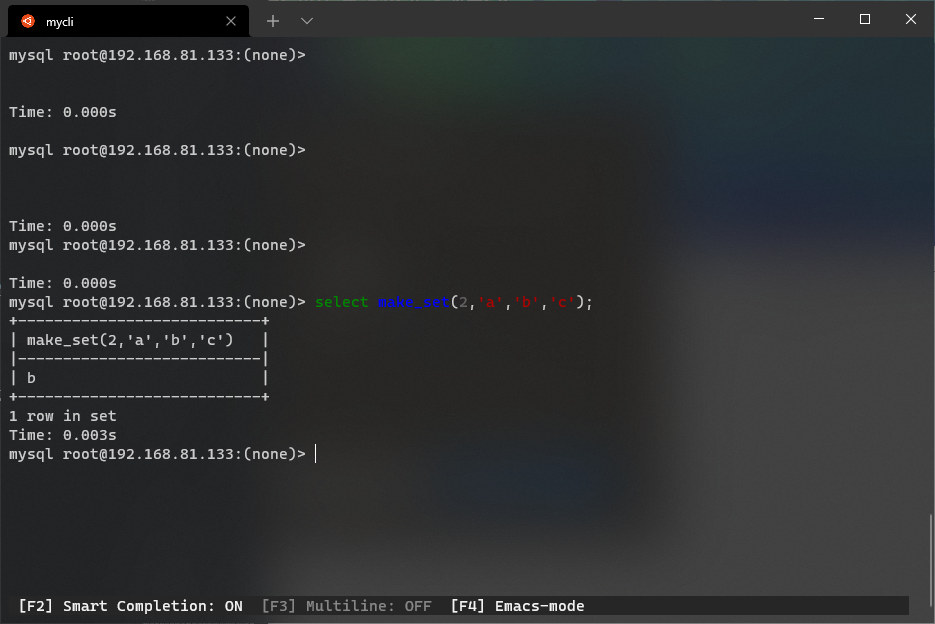 mycli
mysql root@192.168.81.133:(none)>
Time: 0.000s
mysql root@192.168.81.133:(none)>
Time: 0.000s
mysql root@192.168.81.133:(none)>
Time: 0.000s
mysql root@192.168.81.133:(none)> select make_set(2,'a','b','c');
+---------------------------+
| make_set(2,'a','b','c')   |
|---------------------------|
| b                         |
+---------------------------+
1 row in set
Time: 0.003s
mysql root@192.168.81.133:(none)>
[F2] Smart Completion: ON  [F3] Multiline: OFF  [F4] Emacs-mode